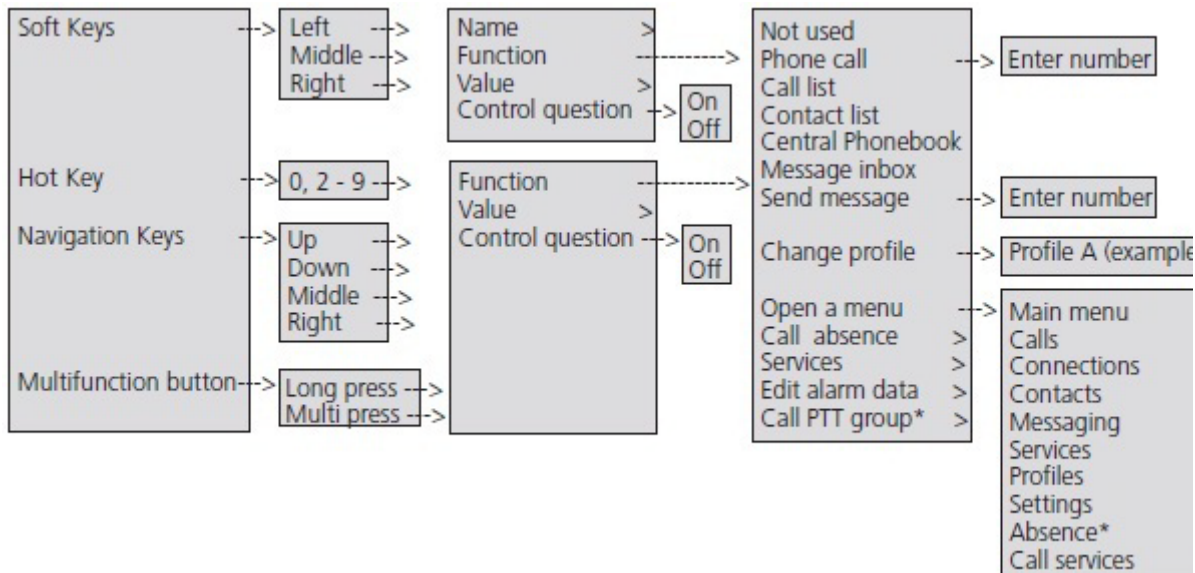 Soft Keys --->
Left --->
Middle --->
Right --->
Name >
Function -------->
Value >
Control question -->
On
Off
Hot Key --->
0, 2 - 9 --->
Navigation Keys --->
Up --->
Down --->
Middle --->
Right --->
Multifunction button--->
Long press --->
Multi press --->
Function -------->
Value >
Control question --->
On
Off
Not used
Phone call --->
Enter number
Call list
Contact list
Central Phonebook
Message inbox
Send message --->
Enter number
Change profile --->
Profile A (example
Open a menu --->
Call absence >
Services >
Edit alarm data >
Call PTT group* >
Main menu
Calls
Connections
Contacts
Messaging
Services
Profiles
Settings
Absence*
Call services